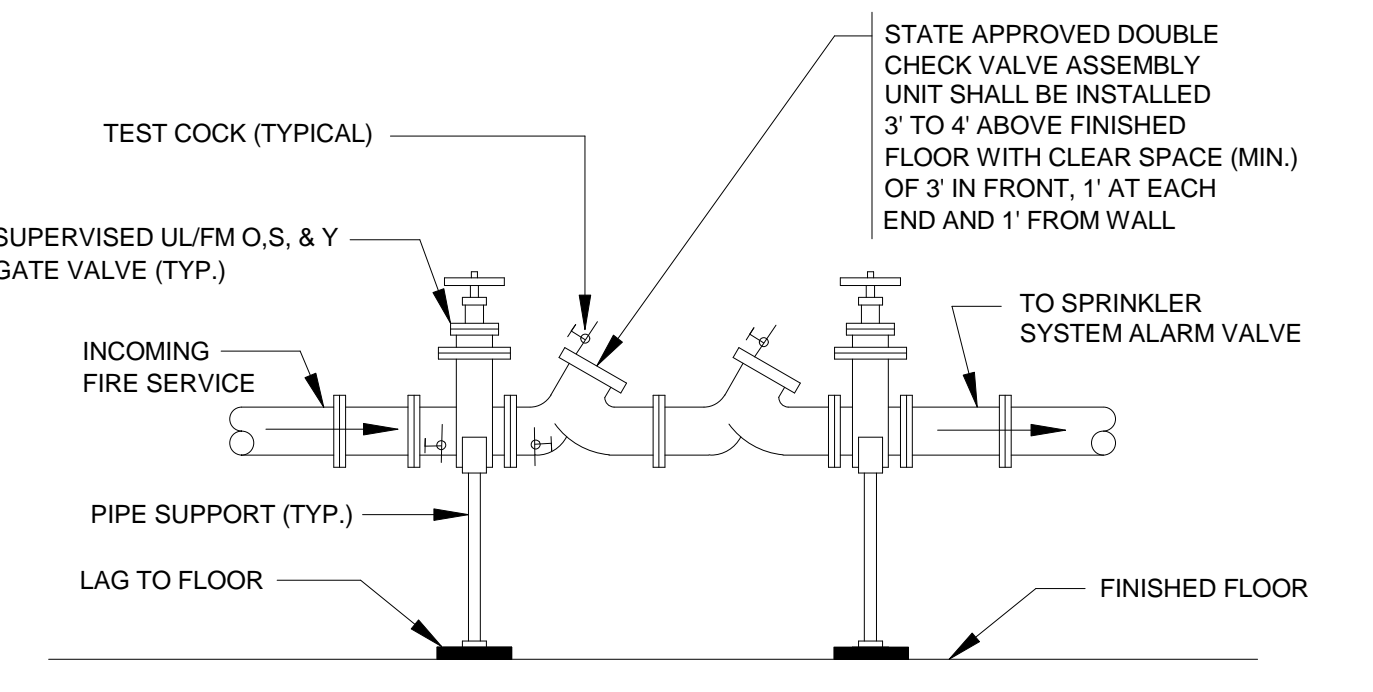 STATE APPROVED DOUBLE
CHECK VALVE ASSEMBLY
UNIT SHALL BE INSTALLED
3' TO 4' ABOVE FINISHED
FLOOR WITH CLEAR SPACE (MIN.)
OF 3' IN FRONT, 1' AT EACH
END AND 1' FROM WALL
TEST COCK (TYPICAL)
SUPERVISED UL/FM O,S, & Y
GATE VALVE (TYP.)
INCOMING
FIRE SERVICE
TO SPRINKLER
SYSTEM ALARM VALVE
PIPE SUPPORT (TYP.)
LAG TO FLOOR
FINISHED FLOOR